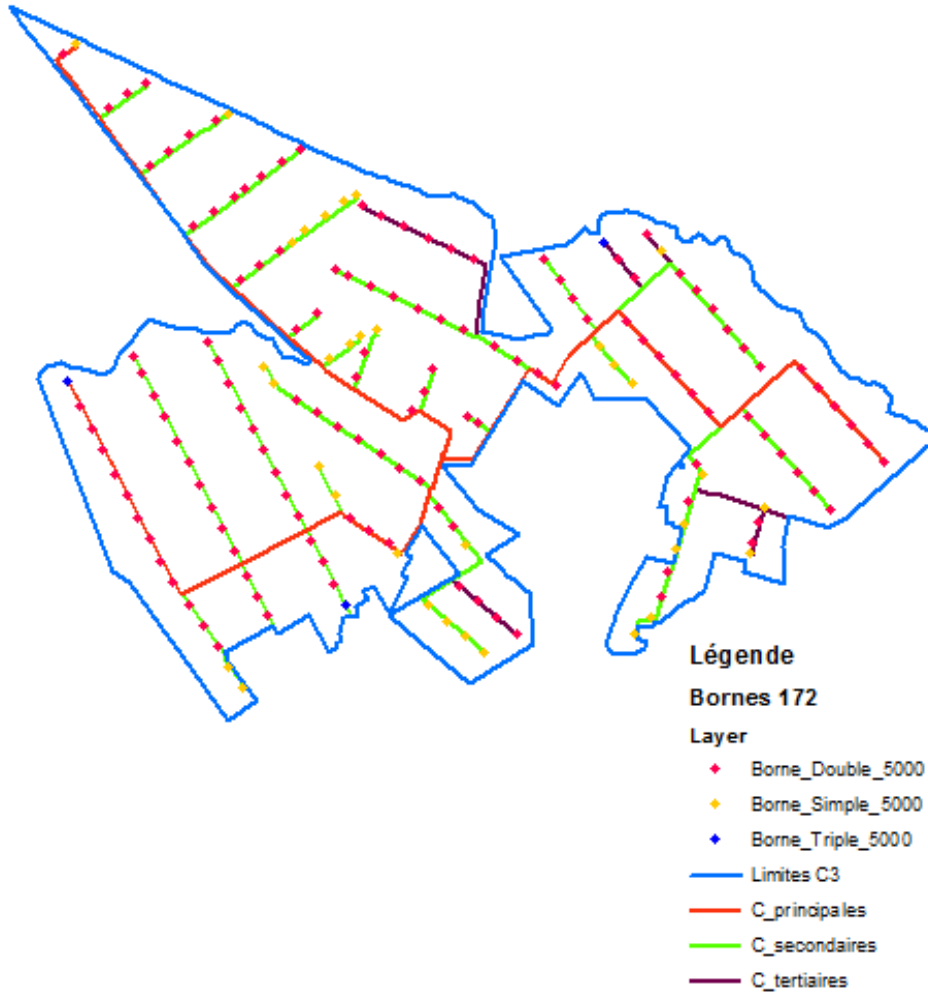 Légende
Bornes 172
Layer
Borne_Double_5000
Borne_Simple_5000
Borne_Triple_5000
Limites C3
C_principales
C_secondaires
C_tertiaires